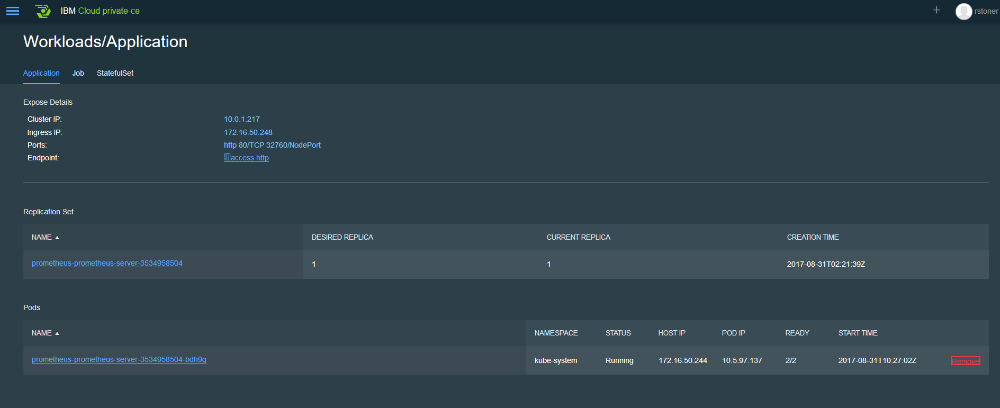 IBM Cloud private-ce
+ rstoner
Workloads/Application
Application Job StatefulSet
Expose Details
Cluster IP: 10.0.1.217
Ingress IP: 172.16.50.248
Ports: http 80/TCP 32760/NodePort
Endpoint: access http
Replication Set
NAME DESIRED REPLICA CURRENT REPLICA CREATION TIME
prometheus-prometheus-server-3534958504 1 1 2017-08-31T02:21:39Z
Pods
NAME NAMESPACE STATUS HOST IP POD IP READY START TIME
prometheus-prometheus-server-3534958504-bdh9g kube-system Running 172.16.50.244 10.5.97.137 2/2 2017-08-31T10:27:02Z Remove